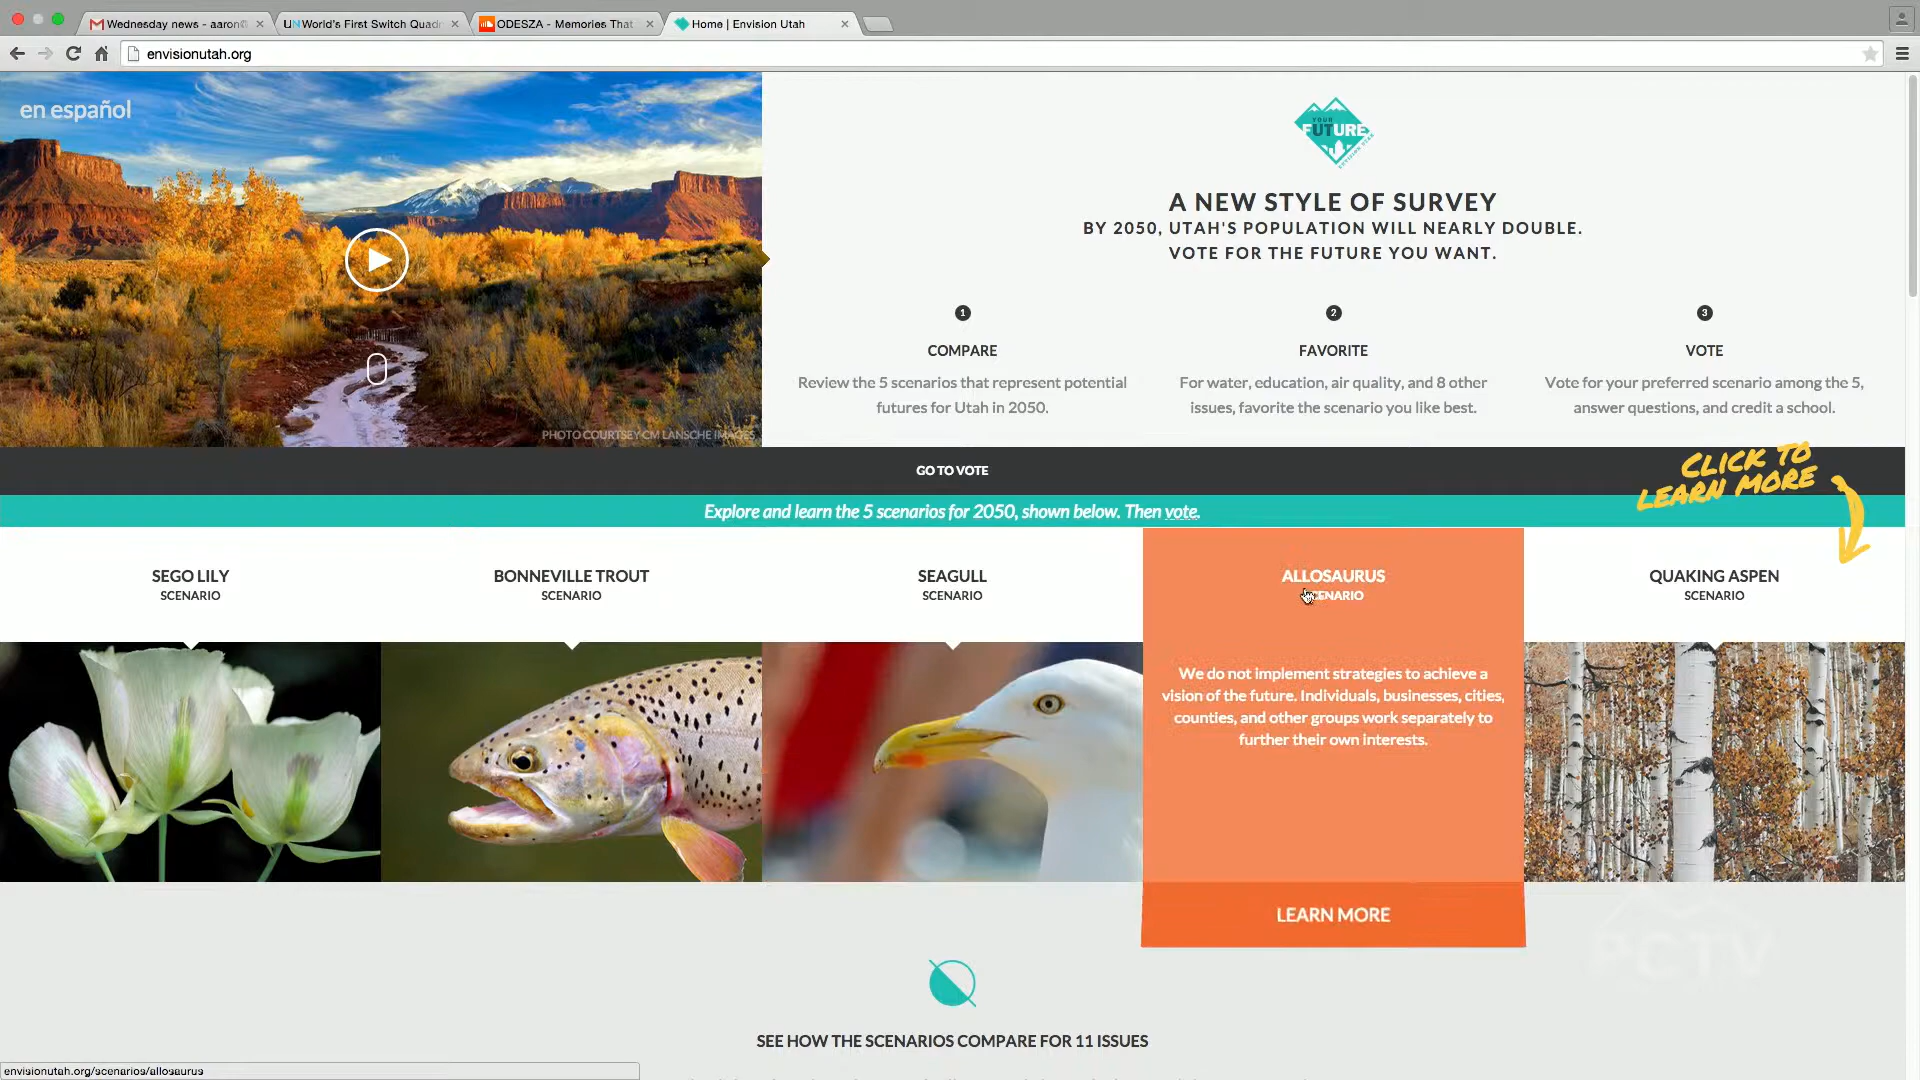 Wednesday news - aaron@
World's First Switch Quadr
ODESZA - Memories That
Home | Envision Utah
envisionutah.org
en español
PHOTO COURTSEY CM LANSCHE IMAGES
YOUR
FUTURE
ENVISION UTAH
A NEW STYLE OF SURVEY
BY 2050, UTAH'S POPULATION WILL NEARLY DOUBLE.
VOTE FOR THE FUTURE YOU WANT.
1
COMPARE
Review the 5 scenarios that represent potential
futures for Utah in 2050.
2
FAVORITE
For water, education, air quality, and 8 other
issues, favorite the scenario you like best.
3
VOTE
Vote for your preferred scenario among the 5,
answer questions, and credit a school.
GO TO VOTE
CLICK TO
LEARN MORE
Explore and learn the 5 scenarios for 2050, shown below. Then vote.
SEGO LILY
SCENARIO
BONNEVILLE TROUT
SCENARIO
SEAGULL
SCENARIO
ALLOSAURUS
SCENARIO
We do not implement strategies to achieve a
vision of the future. Individuals, businesses, cities,
counties, and other groups work separately to
further their own interests.
LEARN MORE
QUAKING ASPEN
SCENARIO
PCTV
SEE HOW THE SCENARIOS COMPARE FOR 11 ISSUES
envisionutah.org/scenarios/allosaurus